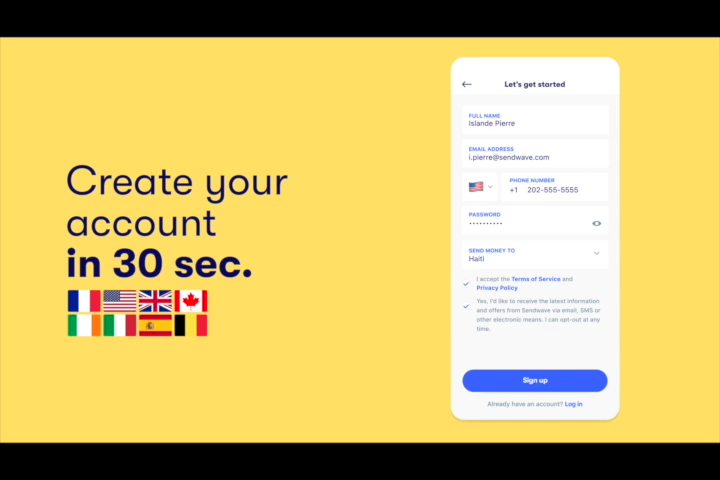 Create your
account
in 30 sec.
Let's get started
FULL NAME
Islande Pierre
EMAIL ADDRESS
i.pierre@sendwave.com
PHONE NUMBER
+1 202-555-5555
PASSWORD
••••••••••
SEND MONEY TO
Haiti
I accept the Terms of Service and
Privacy Policy
Yes, I'd like to receive the latest information
and offers from Sendwave via email, SMS or
other electronic means. I can opt-out at any
time.
Sign up
Already have an account? Log in